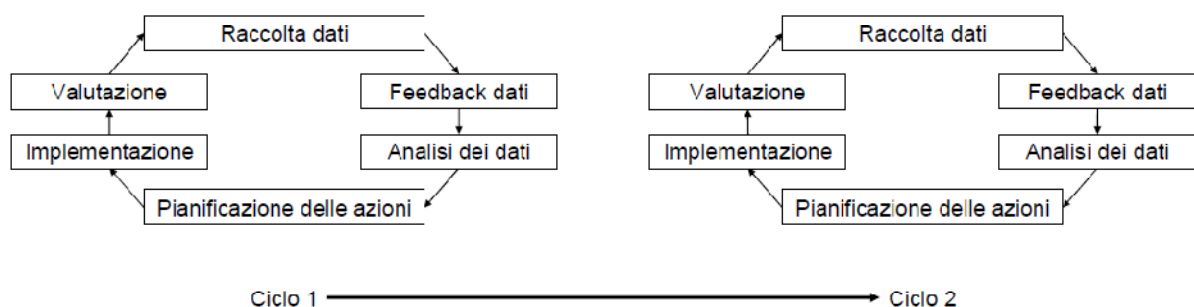 Raccolta dati
Valutazione
Feedback dati
Implementazione
Analisi dei dati
Pianificazione delle azioni
Raccolta dati
Valutazione
Feedback dati
Implementazione
Analisi dei dati
Pianificazione delle azioni
Ciclo 1
Ciclo 2